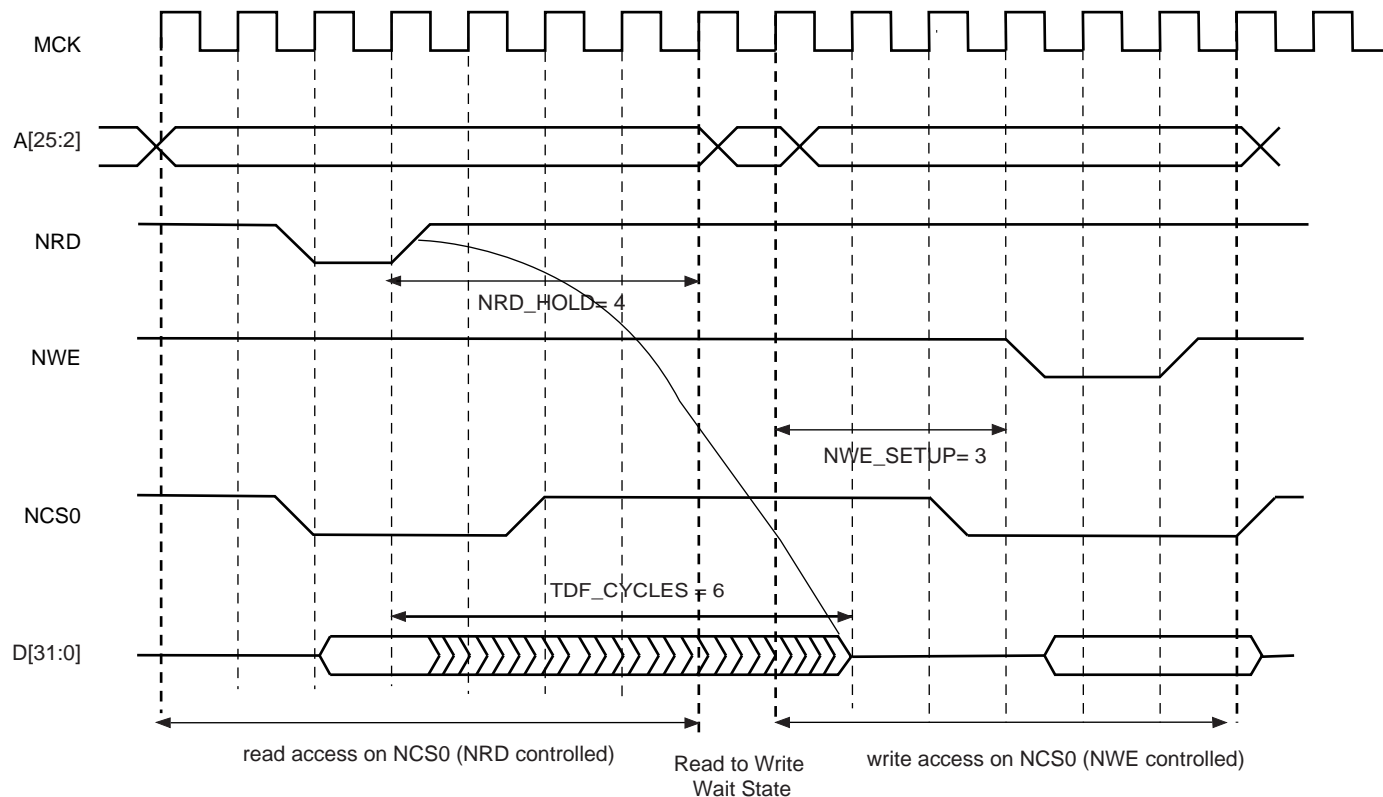 MCK
A[25:2]
NRD
NRD_HOLD= 4
NWE
NWE_SETUP= 3
NCS0
TDF_CYCLES = 6
D[31:0]
read access on NCS0 (NRD controlled)
Read to Write
Wait State
write access on NCS0 (NWE controlled)